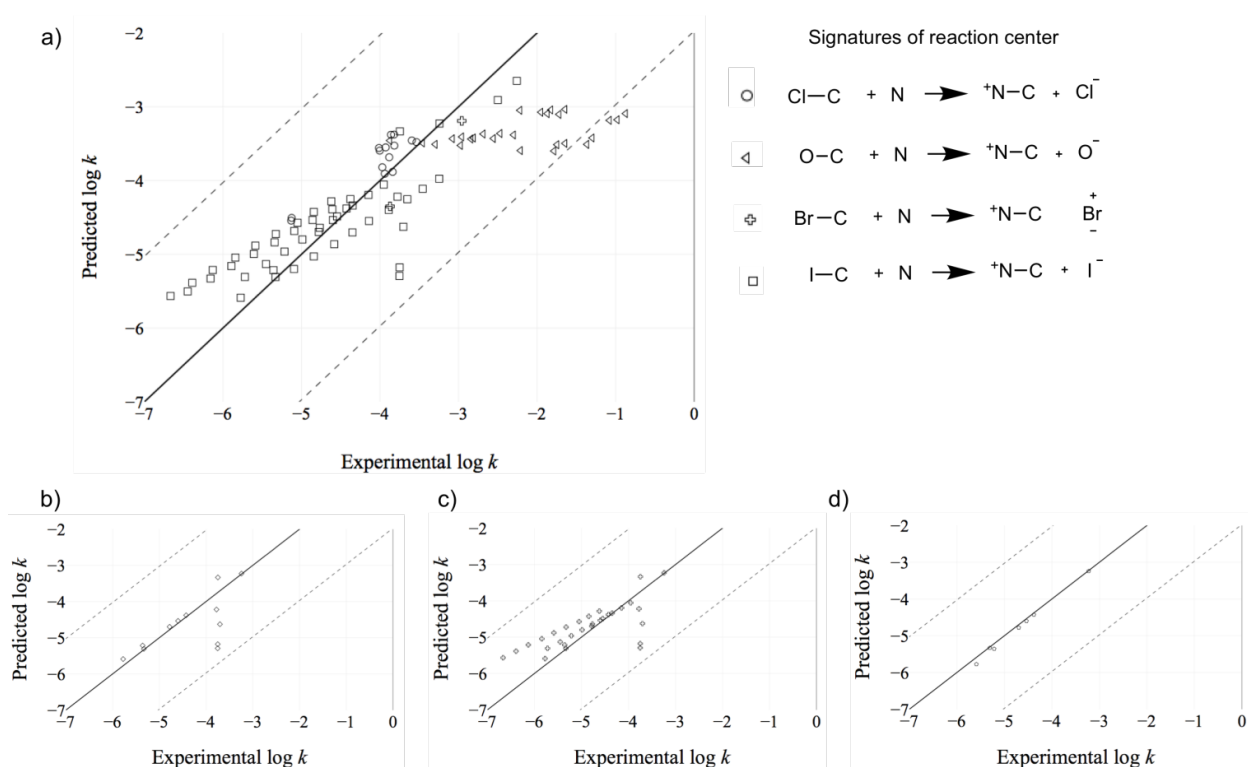 a)
Signatures of reaction center
−2
−3
−4
−5
−6
−7
Predicted log k
−7 −6 −5 −4 −3 −2 −1 0
Experimental log k
Cl—C + N ⁺N—C + Cl⁻
O—C + N ⁺N—C + O⁻
Br—C + N ⁺N—C + Br −
I—C + N ⁺N—C + I⁻
b)
−2
−3
−4
−5
−6
−7
Predicted log k
−7 −6 −5 −4 −3 −2 −1 0
Experimental log k
c)
−2
−3
−4
−5
−6
−7
Predicted log k
−7 −6 −5 −4 −3 −2 −1 0
Experimental log k
d)
−2
−3
−4
−5
−6
−7
Predicted log k
−7 −6 −5 −4 −3 −2 −1 0
Experimental log k